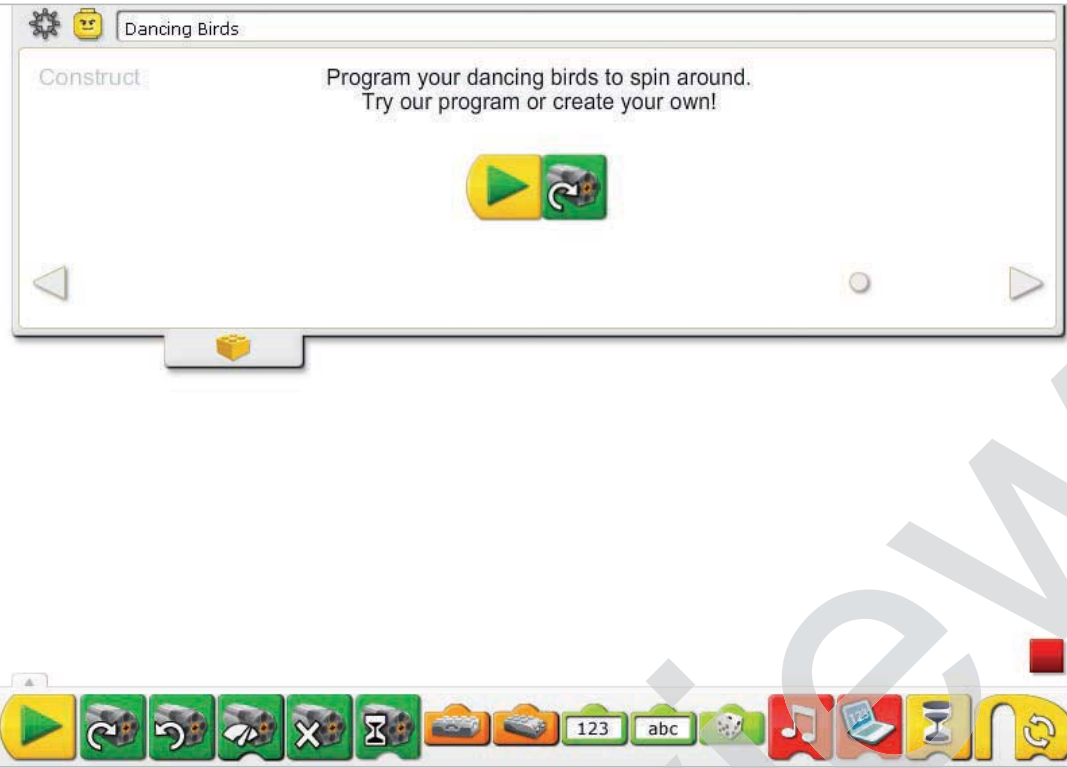 Dancing Birds
Construct
Program your dancing birds to spin around.
Try our program or create your own!
123
abc
123